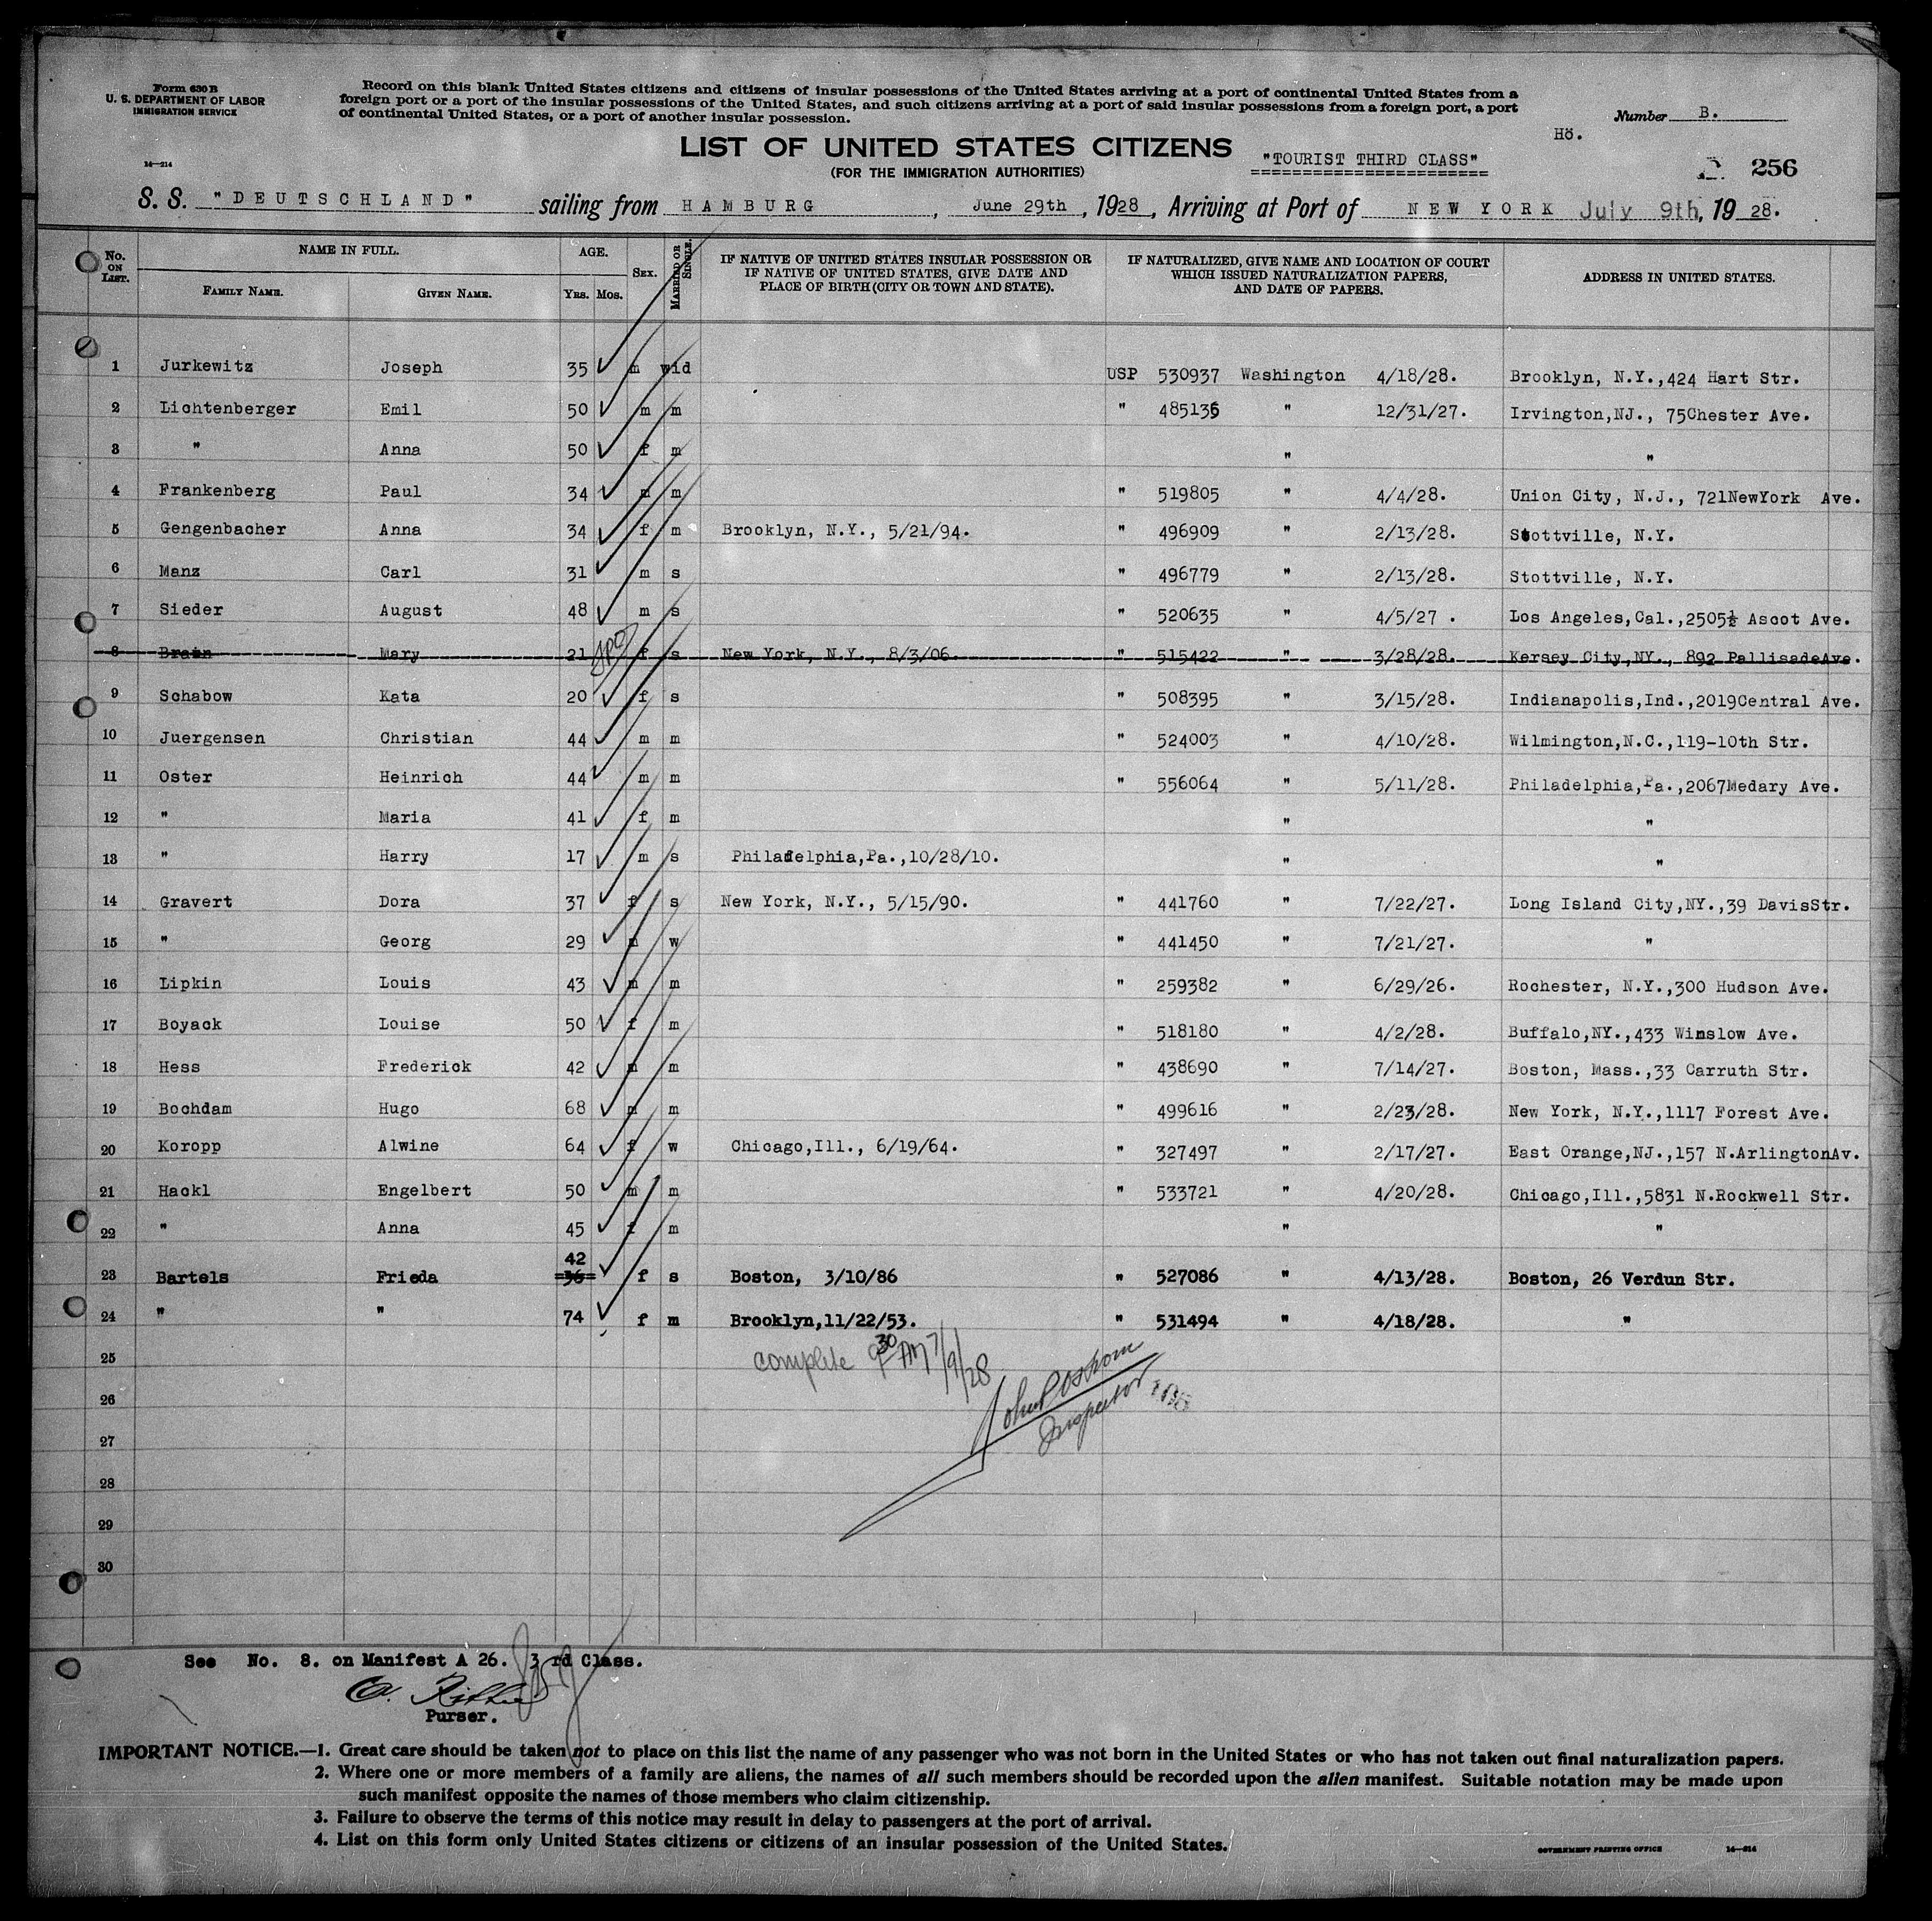 Form 630 B
U. S. DEPARTMENT OF LABOR
IMMIGRATION SERVICE
14—214
Record on this blank United States citizens and citizens of insular possessions of the United States arriving at a port of continental United States from a
foreign port or a port of the insular possessions of the United States, and such citizens arriving at a port of said insular possessions from a foreign port, a port
of continental United States, or a port of another insular possession.
Number B.
Hö.
LIST OF UNITED STATES CITIZENS
(FOR THE IMMIGRATION AUTHORITIES)
"TOURIST THIRD CLASS"
256
S. S. "DEUTSCHLAND" sailing from HAMBURG, June 29th, 1928, Arriving at Port of NEW YORK July 9th, 1928.
No. ON LIST. NAME IN FULL. FAMILY NAME. GIVEN NAME. AGE. YRS. MOS. SEX. MARRIED OR SINGLE. IF NATIVE OF UNITED STATES INSULAR POSSESSION OR IF NATIVE OF UNITED STATES, GIVE DATE AND PLACE OF BIRTH (CITY OR TOWN AND STATE). IF NATURALIZED, GIVE NAME AND LOCATION OF COURT WHICH ISSUED NATURALIZATION PAPERS, AND DATE OF PAPERS. ADDRESS IN UNITED STATES.
1 Jurkewitz Joseph 35 m wid USP 530937 Washington 4/18/28. Brooklyn, N.Y.,424 Hart Str.
2 Lichtenberger Emil 50 m m " 485135 " 12/31/27. Irvington,NJ., 75Chester Ave.
3 " Anna 50 f m " "
4 Frankenberg Paul 34 m m " 519805 " 4/4/28. Union City, N.J., 721NewYork Ave.
5 Gengenbacher Anna 34 f m Brooklyn, N.Y., 5/21/94. " 496909 " 2/13/28. Stottville, N.Y.
6 Manz Carl 31 m s " 496779 " 2/13/28. Stottville, N.Y.
7 Sieder August 48 m s " 520635 " 4/5/27 . Los Angeles,Cal.,2505½ Ascot Ave.
8 Braun Mary 21 f s New York, N.Y., 8/3/06. " 515422 " 3/28/28. Kersey City,NY., 892 PallisadeAve.
9 Schabow Kata 20 f s " 508395 " 3/15/28. Indianapolis,Ind.,2019Central Ave.
10 Juergensen Christian 44 m m " 524003 " 4/10/28. Wilmington,N.C.,119-10th Str.
11 Oster Heinrich 44 m m " 556064 " 5/11/28. Philadelphia,Pa.,2067Medary Ave.
12 " Maria 41 f m " "
13 " Harry 17 m s Philadelphia,Pa.,10/28/10. " "
14 Gravert Dora 37 f s New York, N.Y., 5/15/90. " 441760 " 7/22/27. Long Island City,NY.,39 DavisStr.
15 " Georg 29 m w " 441450 " 7/21/27. "
16 Lipkin Louis 43 m m " 259382 " 6/29/26. Rochester, N.Y.,300 Hudson Ave.
17 Boyack Louise 50 f m " 518180 " 4/2/28. Buffalo,NY.,433 Winslow Ave.
18 Hess Frederick 42 m m " 438690 " 7/14/27. Boston, Mass.,33 Carruth Str.
19 Bochdam Hugo 68 m m " 499616 " 2/23/28. New York, N.Y.,1117 Forest Ave.
20 Koropp Alwine 64 f w Chicago,Ill., 6/19/64. " 327497 " 2/17/27. East Orange,NJ.,157 N.ArlingtonAv.
21 Hackl Engelbert 50 m m " 533721 " 4/20/28. Chicago,Ill.,5831 N.Rockwell Str.
22 " Anna 45 f m " "
42
23 Bartels Frieda 36 f s Boston, 3/10/86 " 527086 " 4/13/28. Boston, 26 Verdun Str.
24 " " 74 f m Brooklyn,11/22/53. " 531494 " 4/18/28. "
25
complete 9 30 AM 7/9/28
26
27
Inspector
28
29
30
See No. 8. on Manifest A 26. 3 rd Class.
Purser.
IMPORTANT NOTICE.—1. Great care should be taken not to place on this list the name of any passenger who was not born in the United States or who has not taken out final naturalization papers.
2. Where one or more members of a family are aliens, the names of all such members should be recorded upon the alien manifest. Suitable notation may be made upon
such manifest opposite the names of those members who claim citizenship.
3. Failure to observe the terms of this notice may result in delay to passengers at the port of arrival.
4. List on this form only United States citizens or citizens of an insular possession of the United States.
GOVERNMENT PRINTING OFFICE 14—214